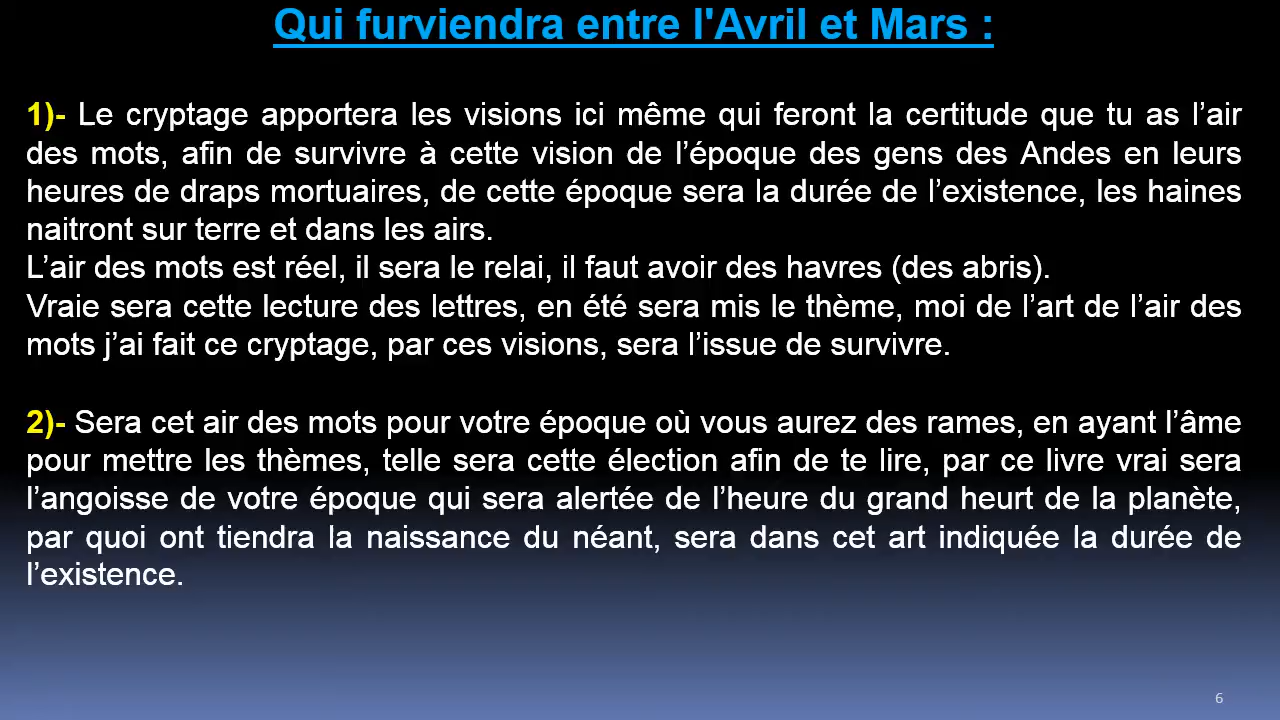 Qui furviendra entre l'Avril et Mars :
1)- Le cryptage apportera les visions ici même qui feront la certitude que tu as l’air
des mots, afin de survivre à cette vision de l’époque des gens des Andes en leurs
heures de draps mortuaires, de cette époque sera la durée de l’existence, les haines
naitront sur terre et dans les airs.
L’air des mots est réel, il sera le relai, il faut avoir des havres (des abris).
Vraie sera cette lecture des lettres, en été sera mis le thème, moi de l’art de l’air des
mots j’ai fait ce cryptage, par ces visions, sera l’issue de survivre.
2)- Sera cet air des mots pour votre époque où vous aurez des rames, en ayant l’âme
pour mettre les thèmes, telle sera cette élection afin de te lire, par ce livre vrai sera
l’angoisse de votre époque qui sera alertée de l’heure du grand heurt de la planète,
par quoi ont tiendra la naissance du néant, sera dans cet art indiquée la durée de
l’existence.
6